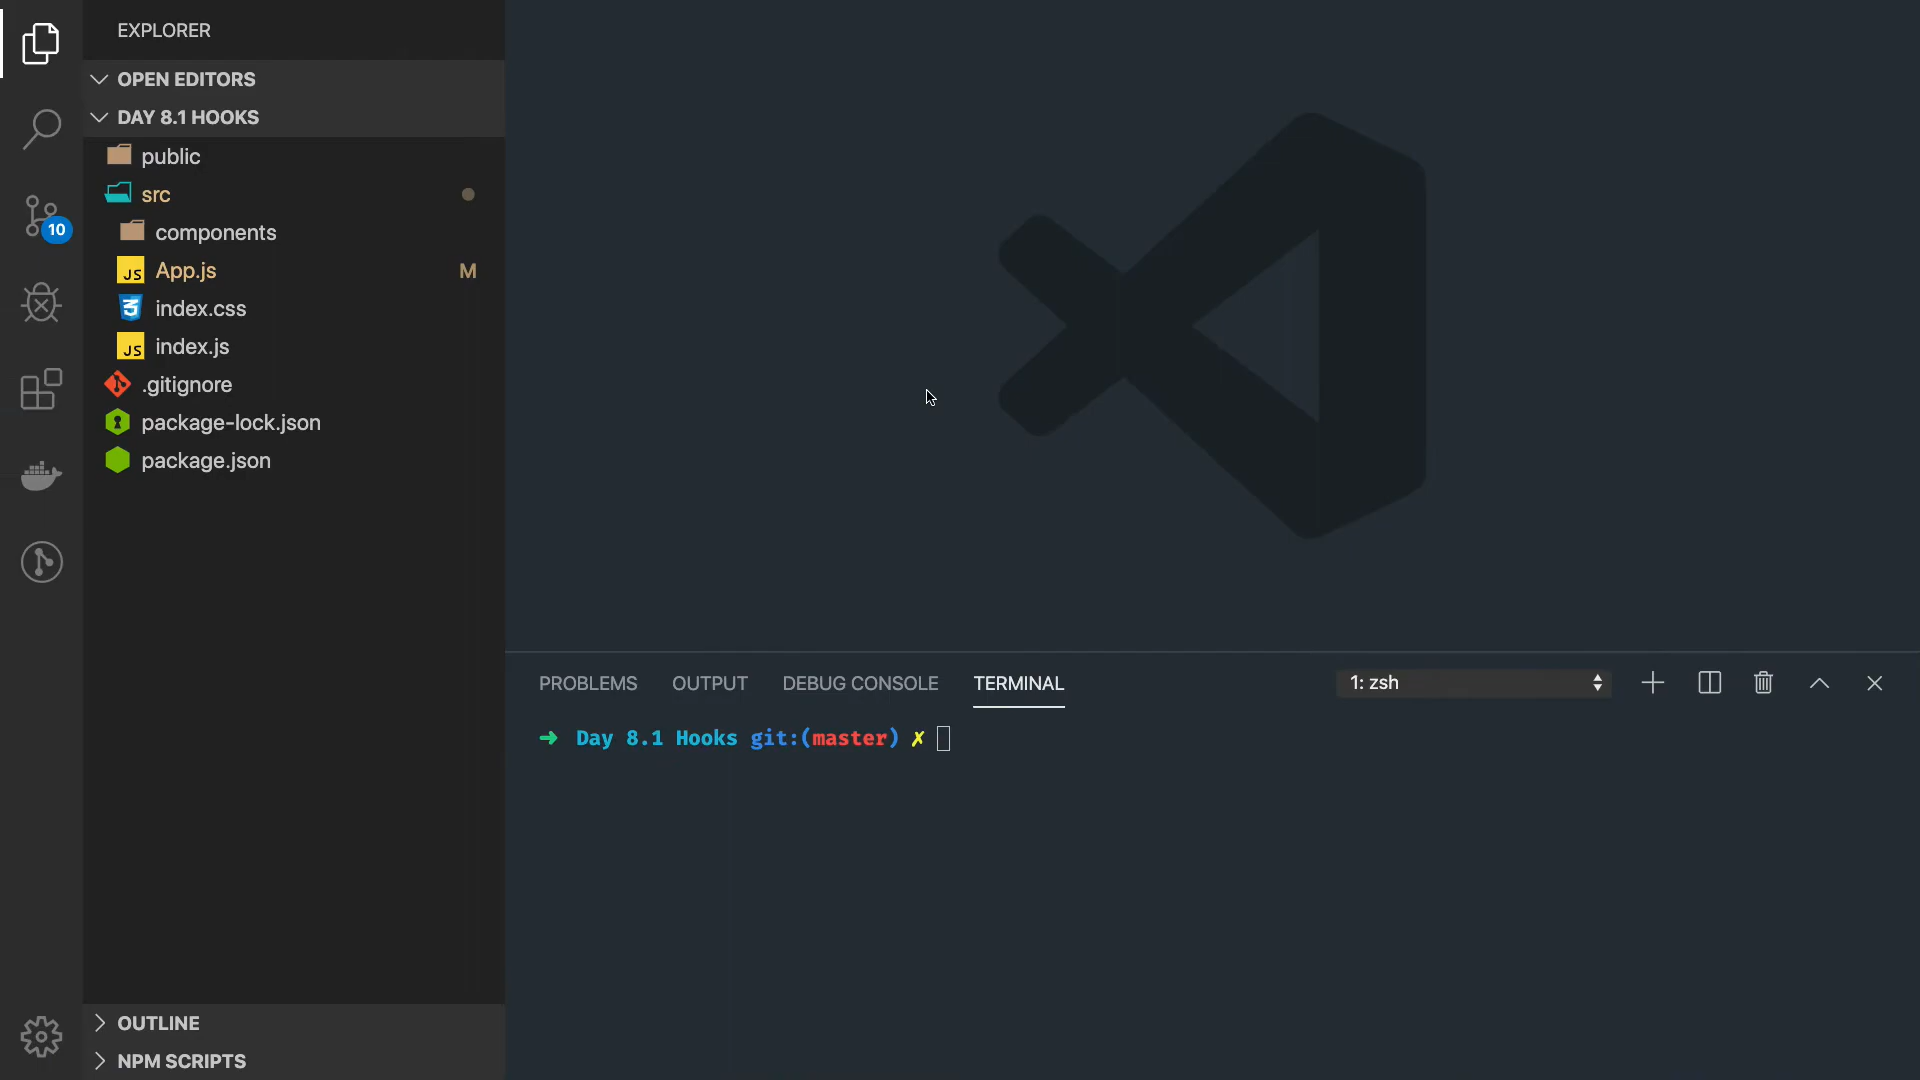 EXPLORER
OPEN EDITORS
DAY 8.1 HOOKS
public
src
components
JS App.js M
index.css
JS index.js
.gitignore
package-lock.json
package.json
10
OUTLINE
NPM SCRIPTS
PROBLEMS OUTPUT DEBUG CONSOLE TERMINAL 1: zsh
➜ Day 8.1 Hooks git:(master) ✗